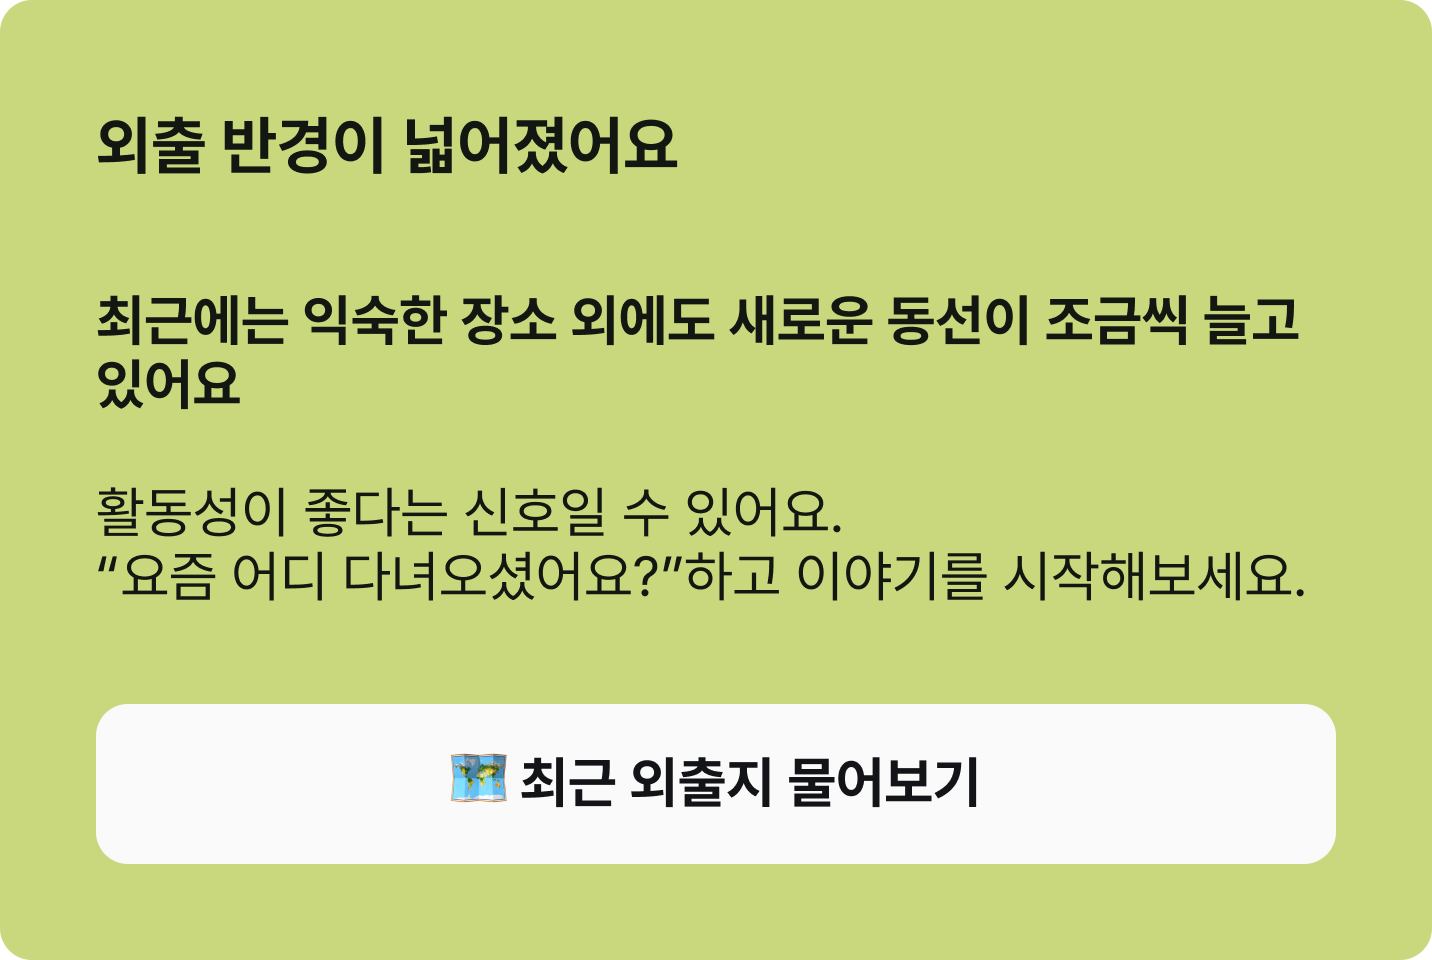 외출 반경이 넓어졌어요
최근에는 익숙한 장소 외에도 새로운 동선이 조금씩 늘고
있어요
활동성이 좋다는 신호일 수 있어요.
“요즘 어디 다녀오셨어요?”하고 이야기를 시작해보세요.
🗺️ 최근 외출지 물어보기